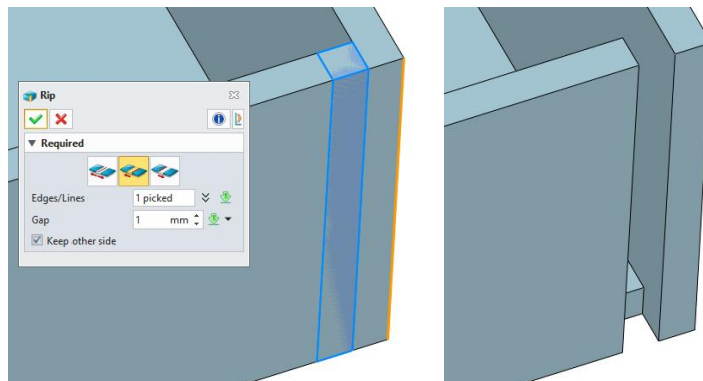 Rip
Required
Edges/Lines 1 picked
Gap 1 mm
Keep other side